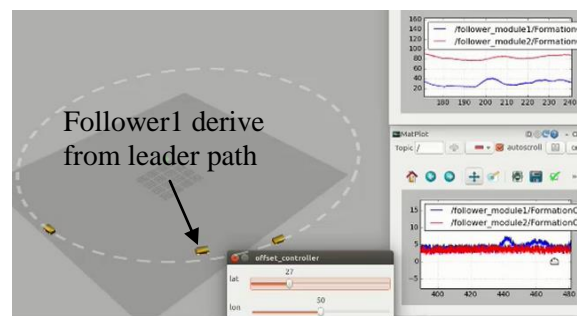 Follower1 derive
from leader path
offset_controller
lat
27
lon
50
160
140
120
100
80
60
40
20
/follower_module1/Formation
/follower_module2/Formation
180 190 200 210 220 230 240
MatPlot
Topic /
autoscroll
15
10
5
0
−5
/follower_module1/Formation
/follower_module2/Formation
400 420 440 460 480